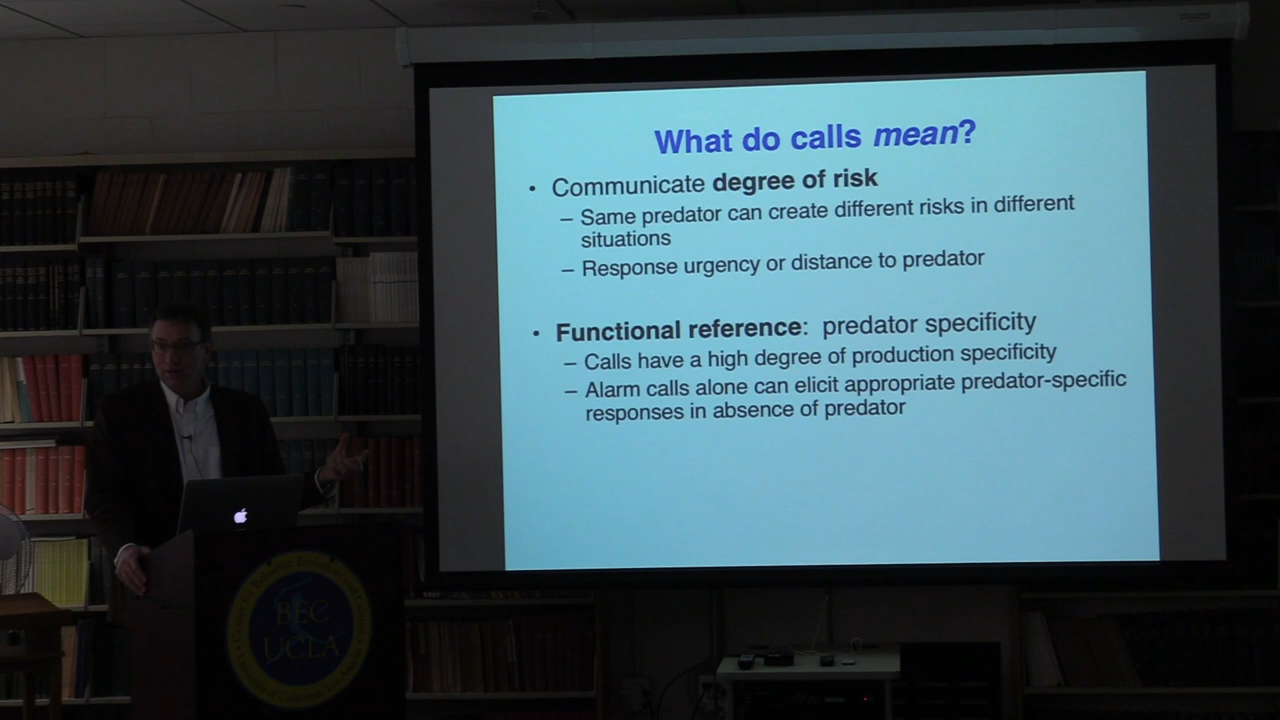 What do calls mean?
• Communicate degree of risk
– Same predator can create different risks in different
situations
– Response urgency or distance to predator
• Functional reference: predator specificity
– Calls have a high degree of production specificity
– Alarm calls alone can elicit appropriate predator-specific
responses in absence of predator
BEC
UCLA